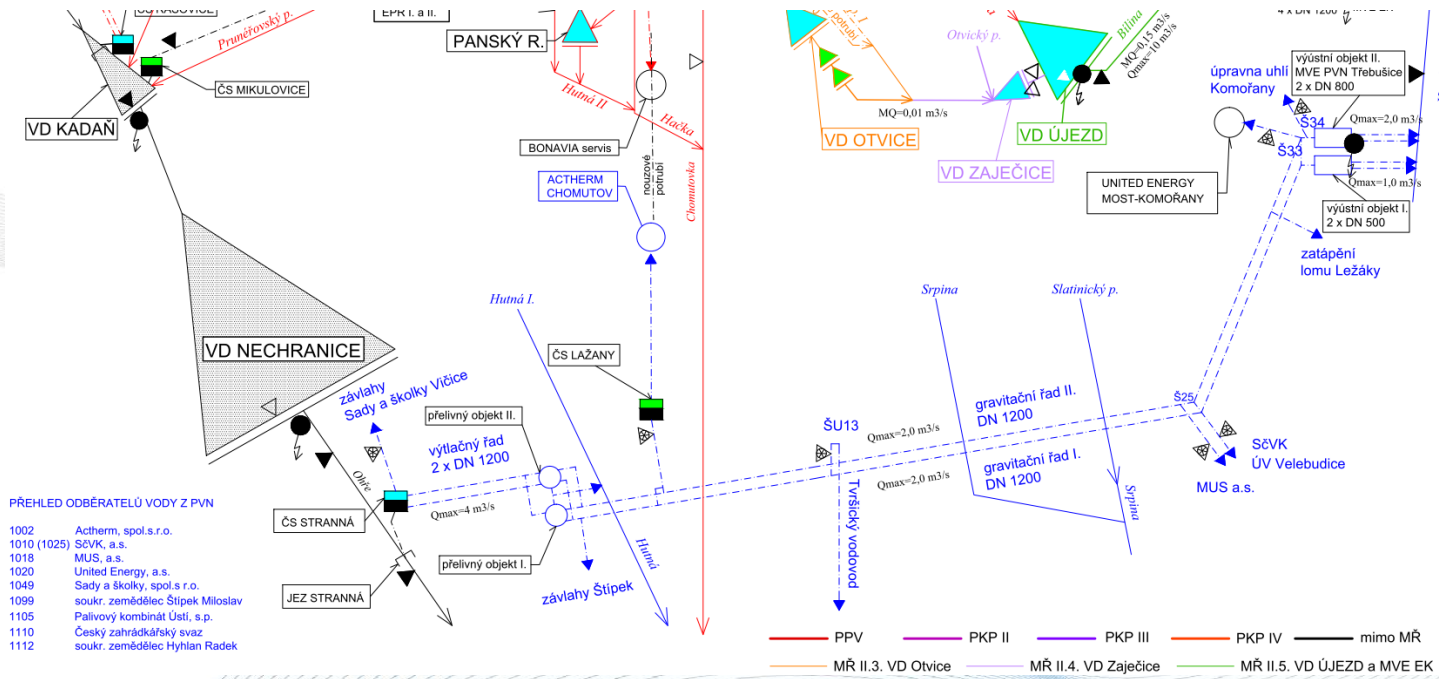 Prunéřovský p.
ČS MIKULOVICE
VD KADAŇ
EPR I. a II.
PANSKÝ R.
Hutná II
Hačka
BONAVIA servis
nouzové
potrubí
Chomutovka
ACTHERM
CHOMUTOV
potrubí
Otvický p.
MQ=0,01 m3/s
VD OTVICE
VD ZAJEČICE
VD ÚJEZD
Bílina
MQ=0,15 m3/s
Qmax=10 m3/s
4 x DN 1200
výústní objekt II.
MVE PVN Třebušice
2 x DN 800
úpravna uhlí
Komořany
Š34
Š33
Qmax=2,0 m3/s
Qmax=1,0 m3/s
UNITED ENERGY
MOST-KOMOŘANY
výústní objekt I.
2 x DN 500
zatápění
lomu Ležáky
VD NECHRANICE
Hutná I.
Srpina
Slatinický p.
ČS LAŽANY
závlahy
Sady a školky Vičice
přelivný objekt II.
výtlačný řad
2 x DN 1200
Qmax=4 m3/s
Ohře
ČS STRANNÁ
přelivný objekt I.
JEZ STRANNÁ
závlahy Štípek
Hutná
ŠU13
Qmax=2,0 m3/s
Qmax=2,0 m3/s
Tvršický vodovod
gravitační řad II.
DN 1200
gravitační řad I.
DN 1200
Srpina
Š25
SčVK
ÚV Velebudice
MUS a.s.
PŘEHLED ODBĚRATELŮ VODY Z PVN
1002 Actherm, spol.s.r.o.
1010 (1025) SčVK, a.s.
1018 MUS, a.s.
1020 United Energy, a.s.
1049 Sady a školky, spol.s r.o.
1099 soukr. zemědělec Štípek Miloslav
1105 Palivový kombinát Ústí, s.p.
1110 Český zahrádkářský svaz
1112 soukr. zemědělec Hyhlan Radek
PPV PKP II PKP III PKP IV mimo MŘ
MŘ II.3. VD Otvice MŘ II.4. VD Zaječice MŘ II.5. VD ÚJEZD a MVE EK